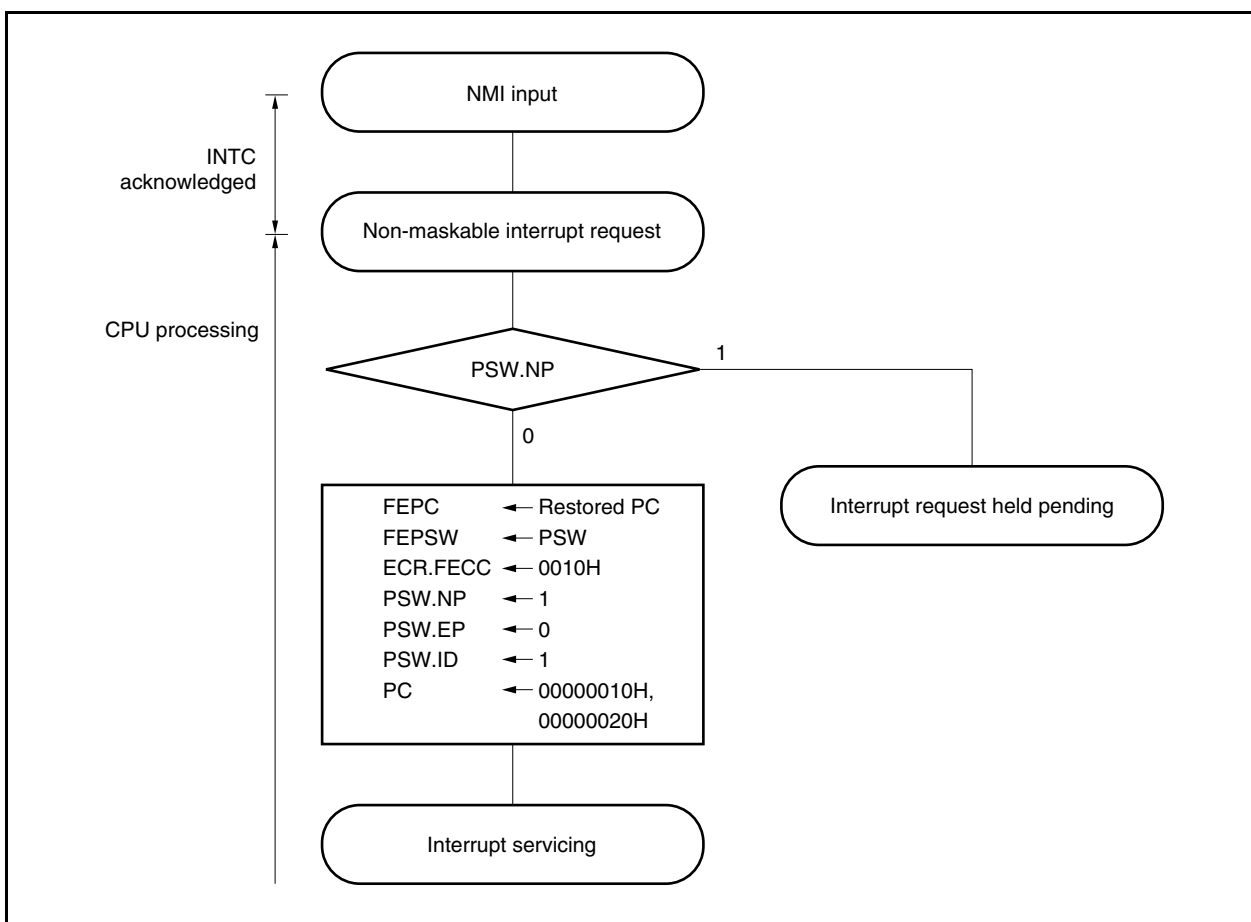 NMI input
INTC
acknowledged
Non-maskable interrupt request
CPU processing
PSW.NP
1
0
FEPC ← Restored PC
FEPSW ← PSW
ECR.FECC ← 0010H
PSW.NP ← 1
PSW.EP ← 0
PSW.ID ← 1
PC ← 00000010H,
00000020H
Interrupt request held pending
Interrupt servicing